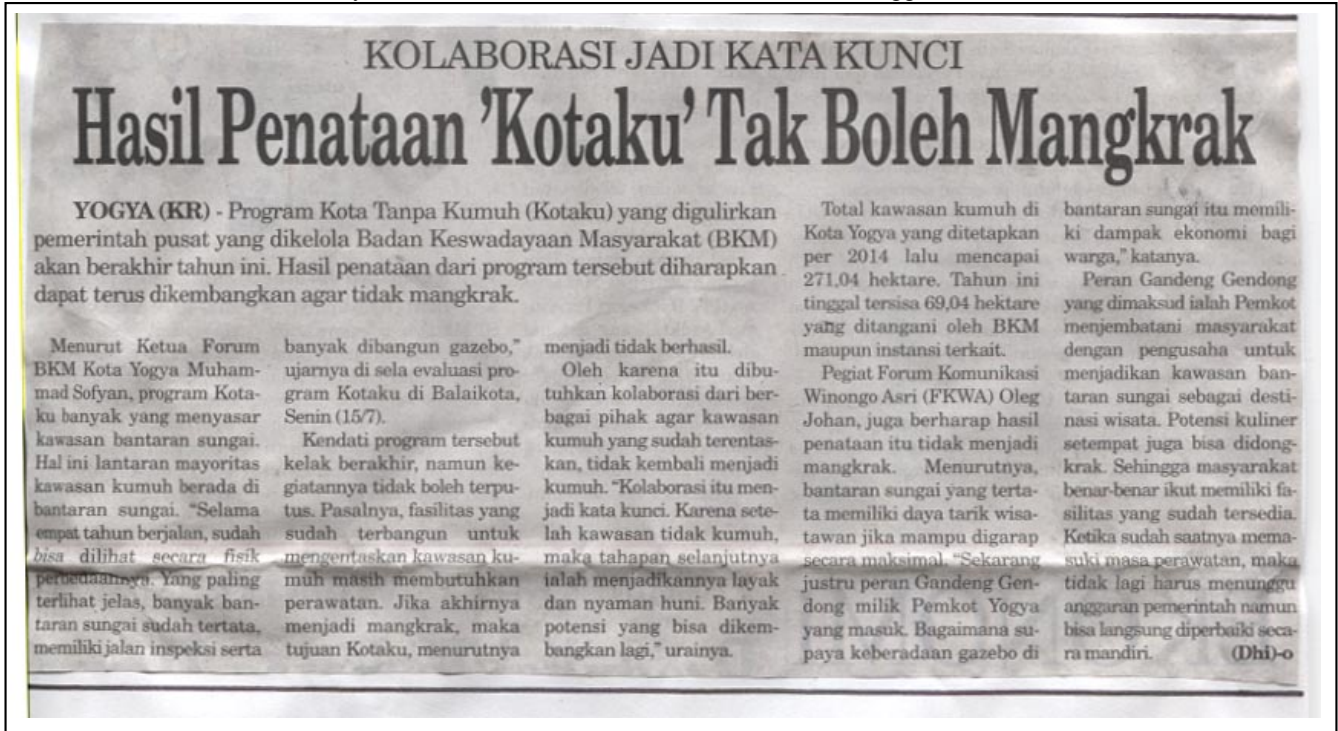 KOLABORASI JADI KATA KUNCI
Hasil Penataan 'Kotaku' Tak Boleh Mangkrak
YOGYA (KR) - Program Kota Tanpa Kumuh (Kotaku) yang digulirkan
pemerintah pusat yang dikelola Badan Keswadayaan Masyarakat (BKM)
akan berakhir tahun ini. Hasil penataan dari program tersebut diharapkan
dapat terus dikembangkan agar tidak mangkrak.
Menurut Ketua Forum
BKM Kota Yogya Muham-
mad Sofyan, program Kota-
ku banyak yang menyasar
kawasan bantaran sungai.
Hal ini lantaran mayoritas
kawasan kumuh berada di
bantaran sungai. "Selama
empat tahun berjalan, sudah
bisa dilihat secara fisik
perbedaannya. Yang paling
terlihat jelas, banyak ban-
taran sungai sudah tertata,
memiliki jalan inspeksi serta
banyak dibangun gazebo,"
ujarnya di sela evaluasi pro-
gram Kotaku di Balaikota,
Senin (15/7).
Kendati program tersebut
kelak berakhir, namun ke-
giatannya tidak boleh terpu-
tus. Pasalnya, fasilitas yang
sudah terbangun untuk
mengentaskan kawasan ku-
muh masih membutuhkan
perawatan. Jika akhirnya
menjadi mangkrak, maka
tujuan Kotaku, menurutnya
menjadi tidak berhasil.
Oleh karena itu dibu-
tuhkan kolaborasi dari ber-
bagai pihak agar kawasan
kumuh yang sudah terentas-
kan, tidak kembali menjadi
kumuh. "Kolaborasi itu men-
jadi kata kunci. Karena sete-
lah kawasan tidak kumuh,
maka tahapan selanjutnya
ialah menjadikannya layak
dan nyaman huni. Banyak
potensi yang bisa dikem-
bangkan lagi," urainya.
Total kawasan kumuh di
Kota Yogya yang ditetapkan
per 2014 lalu mencapai
271,04 hektare. Tahun ini
tinggal tersisa 69,04 hektare
yang ditangani oleh BKM
maupun instansi terkait.
Pegiat Forum Komunikasi
Winongo Asri (FKWA) Oleg
Johan, juga berharap hasil
penataan itu tidak menjadi
mangkrak. Menurutnya,
bantaran sungai yang terta-
ta memiliki daya tarik wisa-
tawan jika mampu digarap
secara maksimal. "Sekarang
justru peran Gandeng Gen-
dong milik Pemkot Yogya
yang masuk. Bagaimana su-
paya keberadaan gazebo di
bantaran sungai itu memili-
ki dampak ekonomi bagi
warga," katanya.
Peran Gandeng Gendong
yang dimaksud ialah Pemkot
menjembatani masyarakat
dengan pengusaha untuk
menjadikan kawasan ban-
taran sungai sebagai desti-
nasi wisata. Potensi kuliner
setempat juga bisa didong-
krak. Sehingga masyarakat
benar-benar ikut memiliki fa-
silitas yang sudah tersedia.
Ketika sudah saatnya mema-
suki masa perawatan, maka
tidak lagi harus menunggu
anggaran pemerintah namun
bisa langsung diperbaiki seca-
ra mandiri. (Dhi)-o